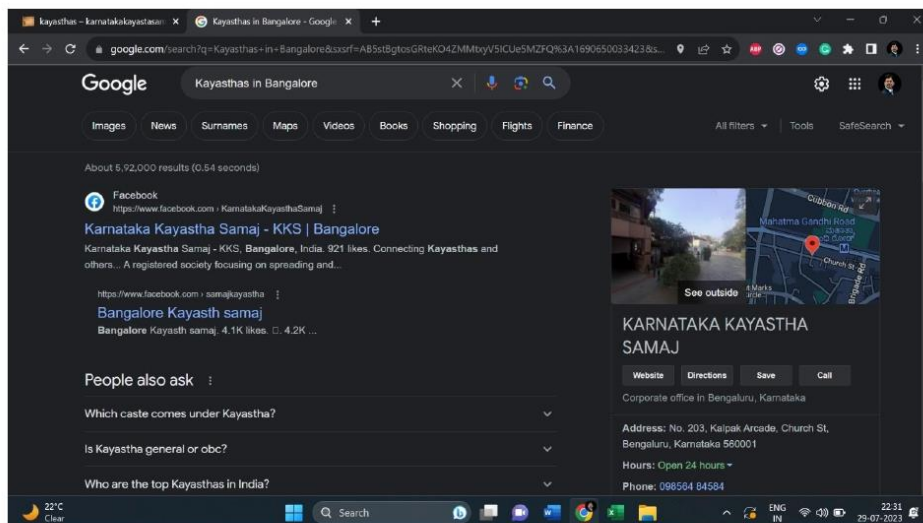 kayasthas – karnatakakayastasam
Kayasthas in Bangalore - Google
google.com/search?q=Kayasthas+in+Bangalore&sxsrf=AB5stBgtosGRteKO4ZMMtxyV5ICUe5MZFQ%3A1690650033423&s...
Google
Kayasthas in Bangalore
Images News Surnames Maps Videos Books Shopping Flights Finance
All filters Tools SafeSearch
About 5,92,000 results (0.54 seconds)
Facebook
https://www.facebook.com › KarnatakaKayasthaSamaj
Karnataka Kayastha Samaj - KKS | Bangalore
Karnataka Kayastha Samaj - KKS, Bangalore, India. 921 likes. Connecting Kayasthas and
others... A registered society focusing on spreading and...
https://www.facebook.com › samajkayastha
Bangalore Kayasth samaj
Bangalore Kayasth samaj. 4.1K likes. 4.2K ...
People also ask
Which caste comes under Kayastha?
Is Kayastha general or obc?
Who are the top Kayasthas in India?
Cubbon Rd
Mahatma Gandhi Road
Church St
Brigade Rd
See outside
KARNATAKA KAYASTHA
SAMAJ
Website Directions Save Call
Corporate office in Bengaluru, Karnataka
Address: No. 203, Kalpak Arcade, Church St,
Bengaluru, Karnataka 560001
Hours: Open 24 hours
Phone: 098564 84584
22°C
Clear
Search
ENG
IN
22:31
29-07-2023